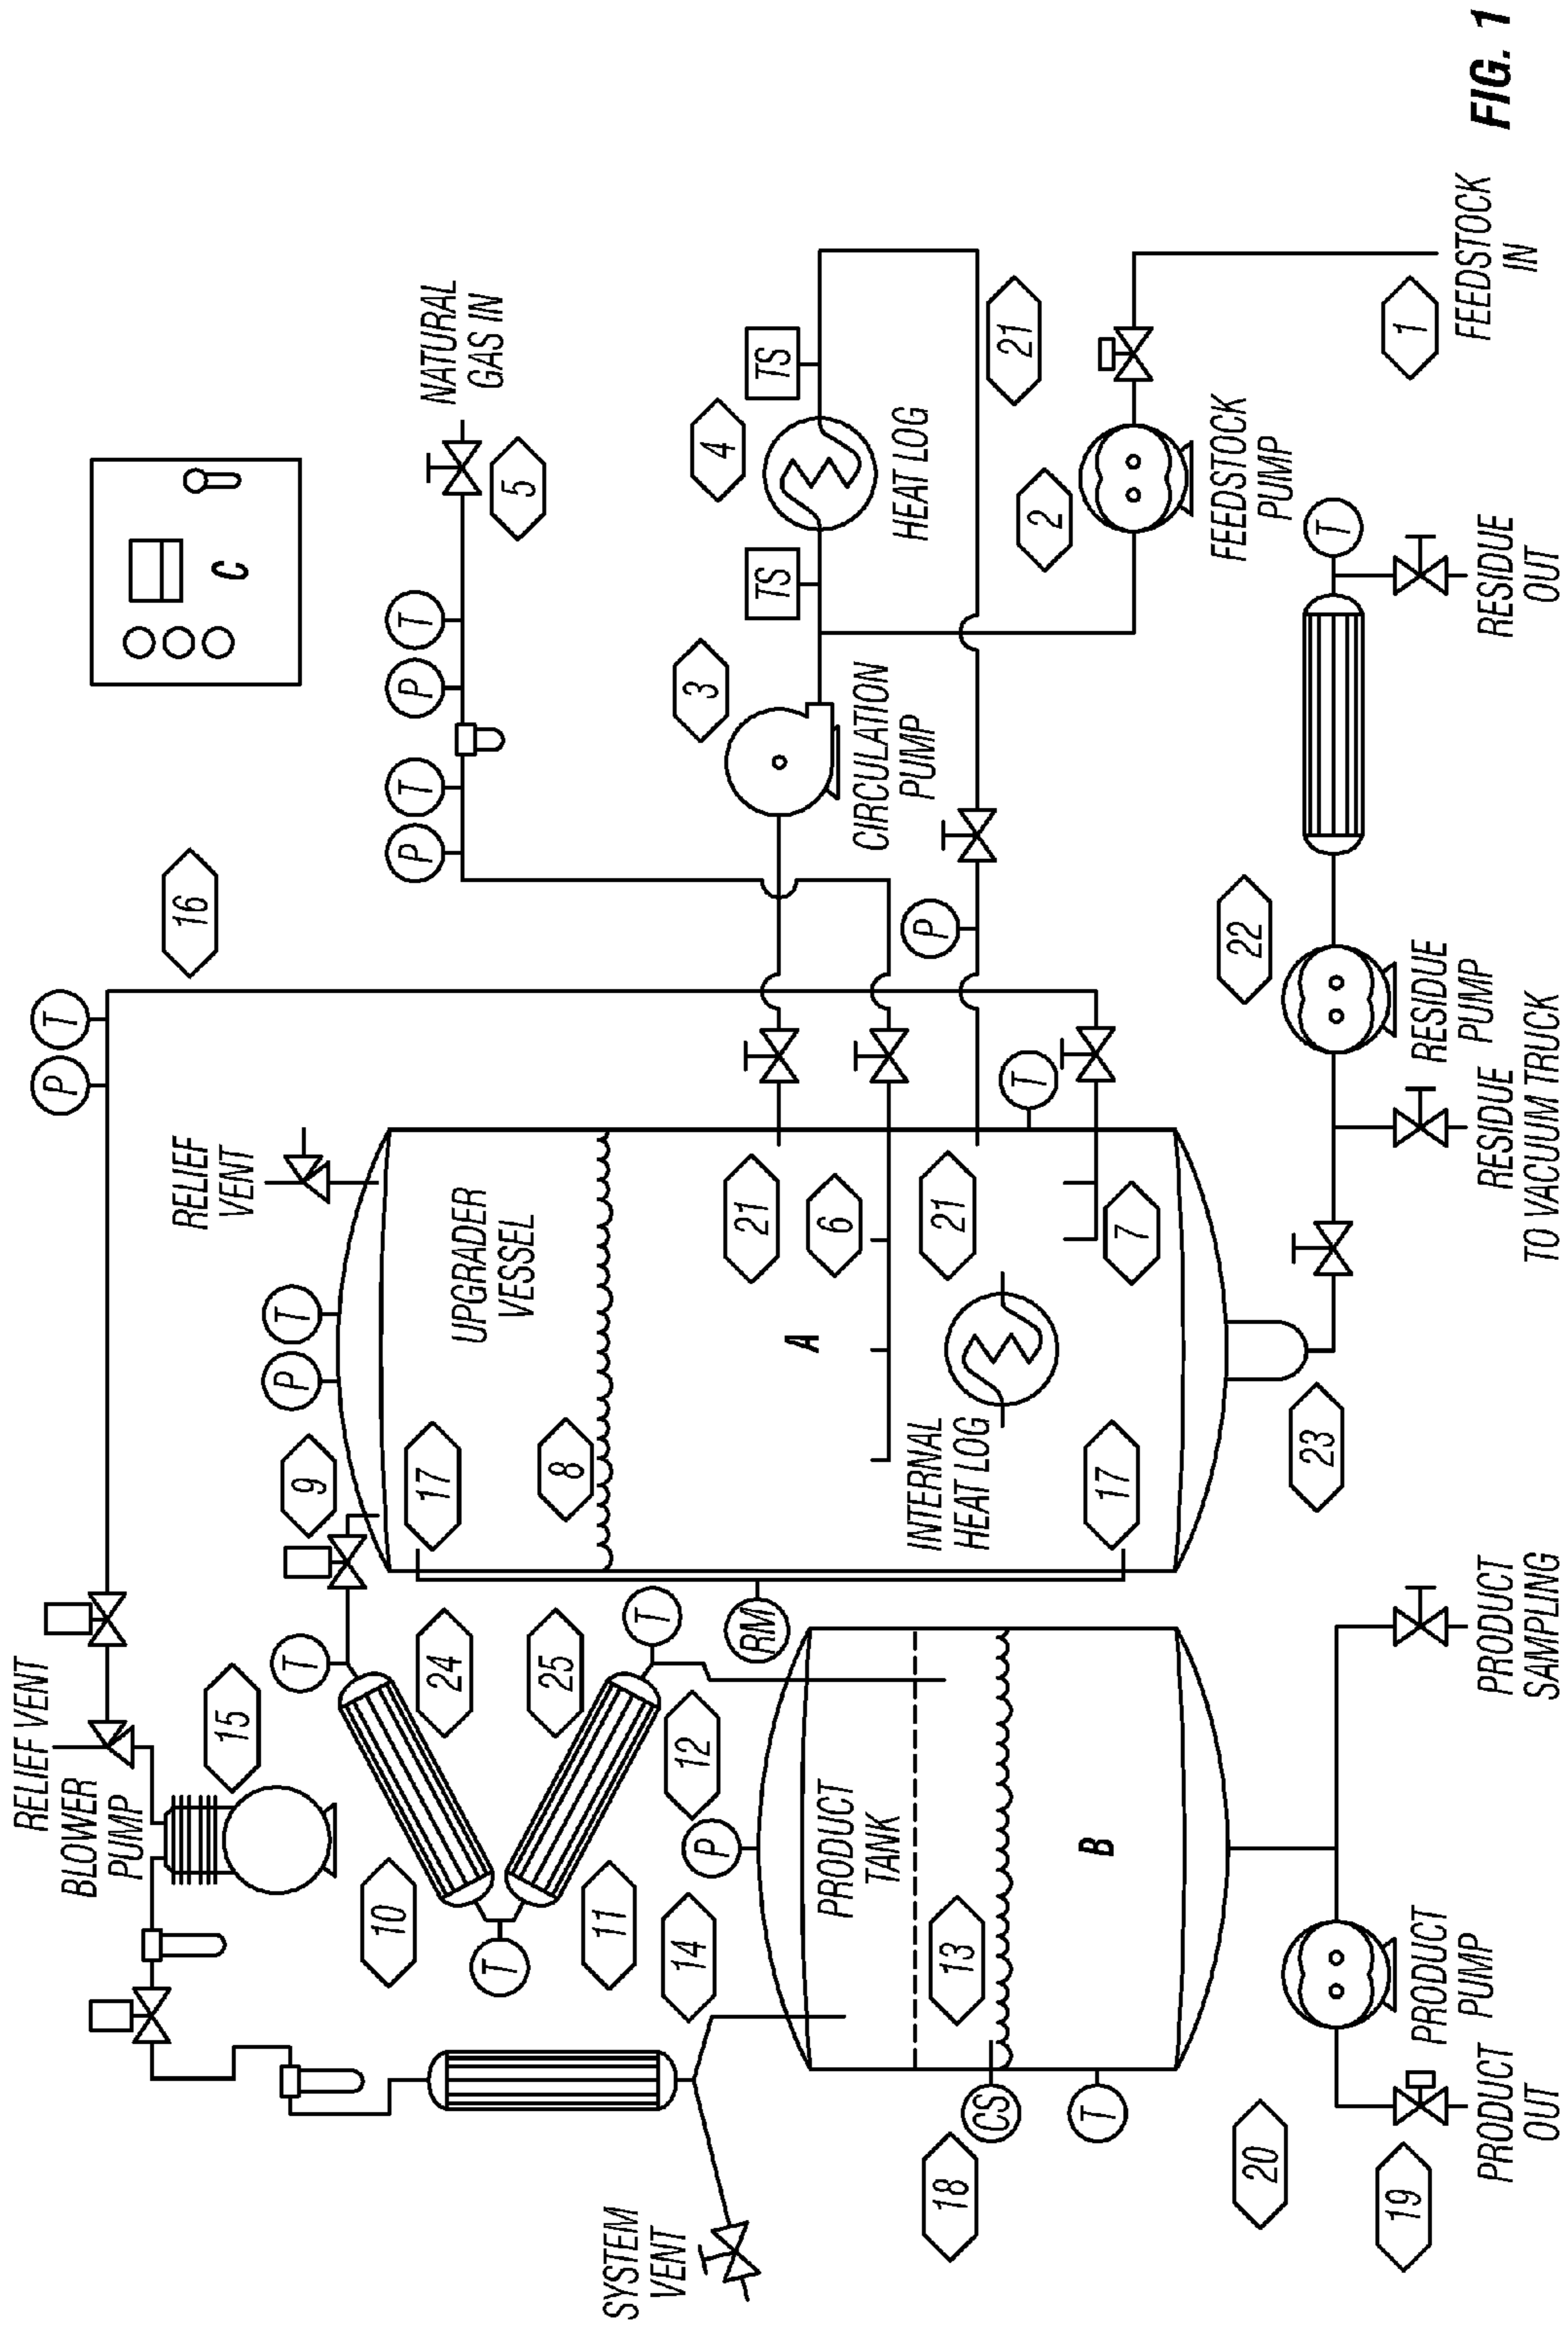 RELIEF VENT
BLOWER
PUMP
15
P
T
16
RELIEF
VENT
C
T
9
P
T
10
24
17
P
T
P
T
5
NATURAL
GAS IN
UPGRADER
VESSEL
T
11
25
8
SYSTEM
VENT
14
P
12
T
RM
3
4
TS
TS
21
6
A
CIRCULATION
PUMP
HEAT LOG
PRODUCT
TANK
18
CS
13
INTERNAL
HEAT LOG
21
P
21
T
B
T
17
7
2
FEEDSTOCK
PUMP
20
23
22
T
19
1
PRODUCT
OUT
PRODUCT
PUMP
PRODUCT
SAMPLING
RESIDUE
TO VACUUM TRUCK
RESIDUE
PUMP
RESIDUE
OUT
FEEDSTOCK
IN
FIG. 1